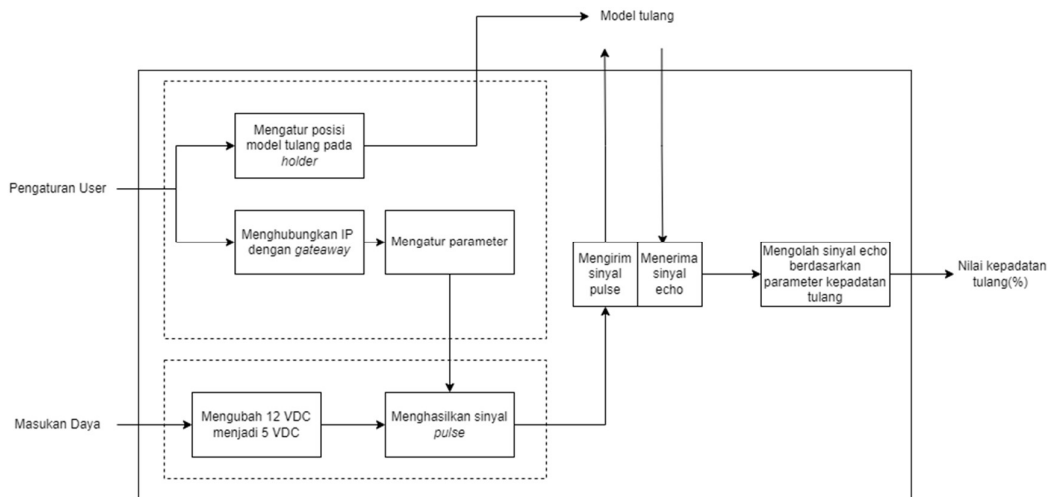 Model tulang
Mengatur posisi
model tulang pada
holder
Pengaturan User
Menghubungkan IP
dengan gateaway
Mengatur parameter
Mengirim
sinyal
pulse
Menerima
sinyal
echo
Mengolah sinyal echo
berdasarkan
parameter kepadatan
tulang
Nilai kepadatan
tulang(%)
Masukan Daya
Mengubah 12 VDC
menjadi 5 VDC
Menghasilkan sinyal
pulse